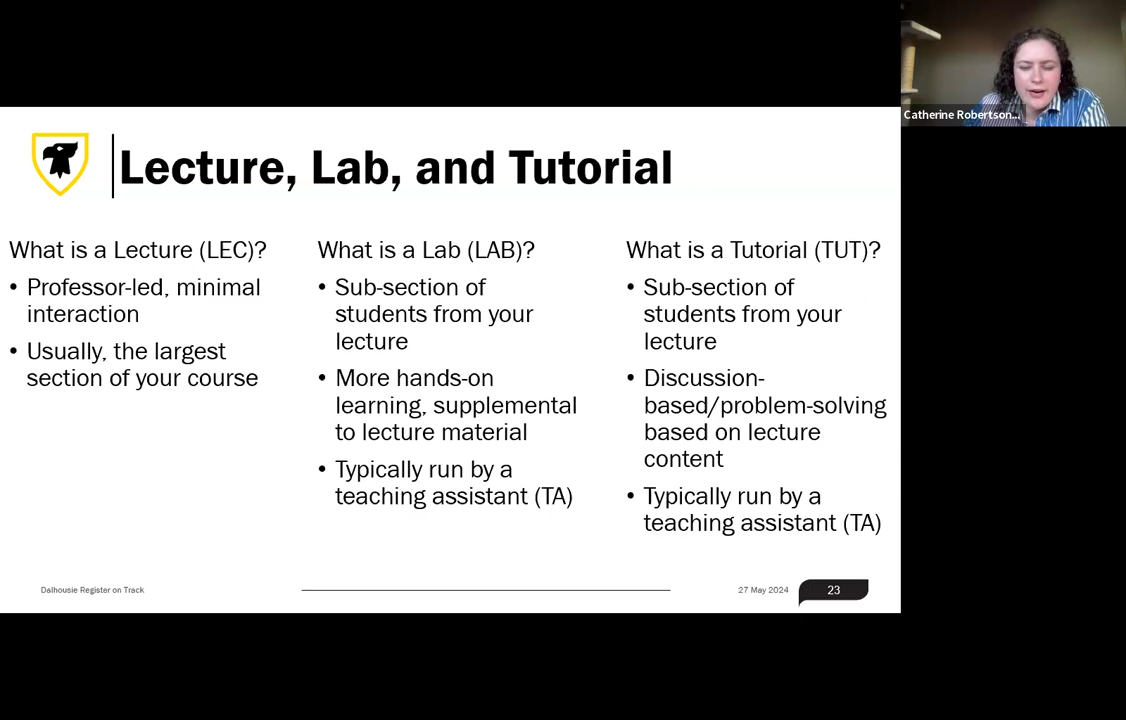 Catherine Robertson...
Lecture, Lab, and Tutorial
What is a Lecture (LEC)?
• Professor-led, minimal
interaction
• Usually, the largest
section of your course
What is a Lab (LAB)?
• Sub-section of
students from your
lecture
• More hands-on
learning, supplemental
to lecture material
• Typically run by a
teaching assistant (TA)
What is a Tutorial (TUT)?
• Sub-section of
students from your
lecture
• Discussion-
based/problem-solving
based on lecture
content
• Typically run by a
teaching assistant (TA)
Dalhousie Register on Track
27 May 2024
23